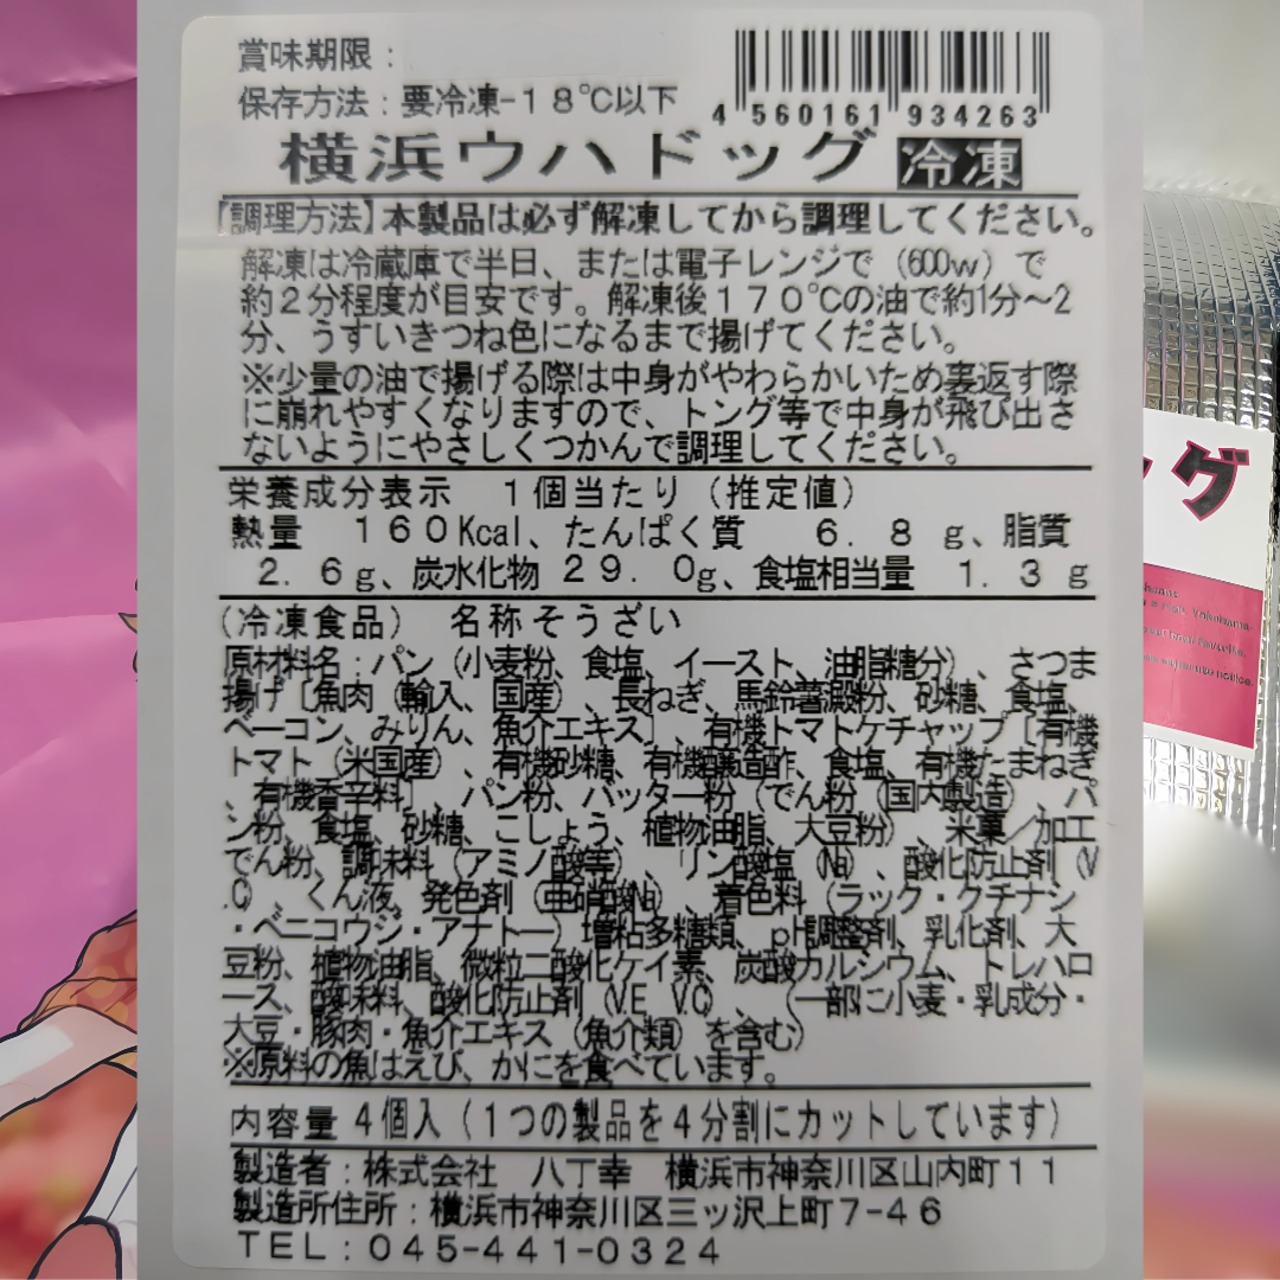 賞味期限：
保存方法：要冷凍-18℃以下
4 560161 934263
横浜ウハドッグ 冷凍
【調理方法】本製品は必ず解凍してから調理してください。
解凍は冷蔵庫で半日、または電子レンジで（600w）で
約2分程度が目安です。解凍後170℃の油で約1分～2
分、うすいきつね色になるまで揚げてください。
※少量の油で揚げる際は中身がやわらかいため裏返す際
に崩れやすくなりますので、トング等で中身が飛び出さ
ないようにやさしくつかんで調理してください。
栄養成分表示 1個当たり（推定値）
熱量 160Kcal、たんぱく質 6.8g、脂質
2.6g、炭水化物 29.0g、食塩相当量 1.3g
（冷凍食品） 名称そうざい
原材料名：パン（小麦粉、食塩、イースト、油脂糖分）、さつま
揚げ［魚肉（輸入、国産）、長ねぎ、馬鈴薯澱粉、砂糖、食塩、
ベーコン、みりん、魚介エキス］、有機トマトケチャップ［有機
トマト（米国産）、有機砂糖、有機醸造酢、食塩、有機たまねぎ
、有機香辛料］、パン粉、バッター粉（でん粉（国内製造）、パ
ン粉、食塩、砂糖、こしょう、植物油脂、大豆粉）、米菓／加工
でん粉、調味料（アミノ酸等）、リン酸塩（Na）、酸化防止剤（V
.C）、くん液、発色剤（亜硝酸Na）、着色料（ラック・クチナシ
・ベニコウジ・アナトー）増粘多糖類、pH調整剤、乳化剤、大
豆粉、植物油脂、微粒二酸化ケイ素、炭酸カルシウム、トレハロ
ース、酸味料、酸化防止剤（V.E、V.C）、（一部に小麦・乳成分・
大豆・豚肉・魚介エキス（魚介類）を含む）
※原料の魚はえび、かにを食べています。
内容量 4個入（1つの製品を4分割にカットしています）
製造者：株式会社 八丁幸 横浜市神奈川区山内町11
製造所住所：横浜市神奈川区三ッ沢上町7-46
TEL：045-441-0324
グ